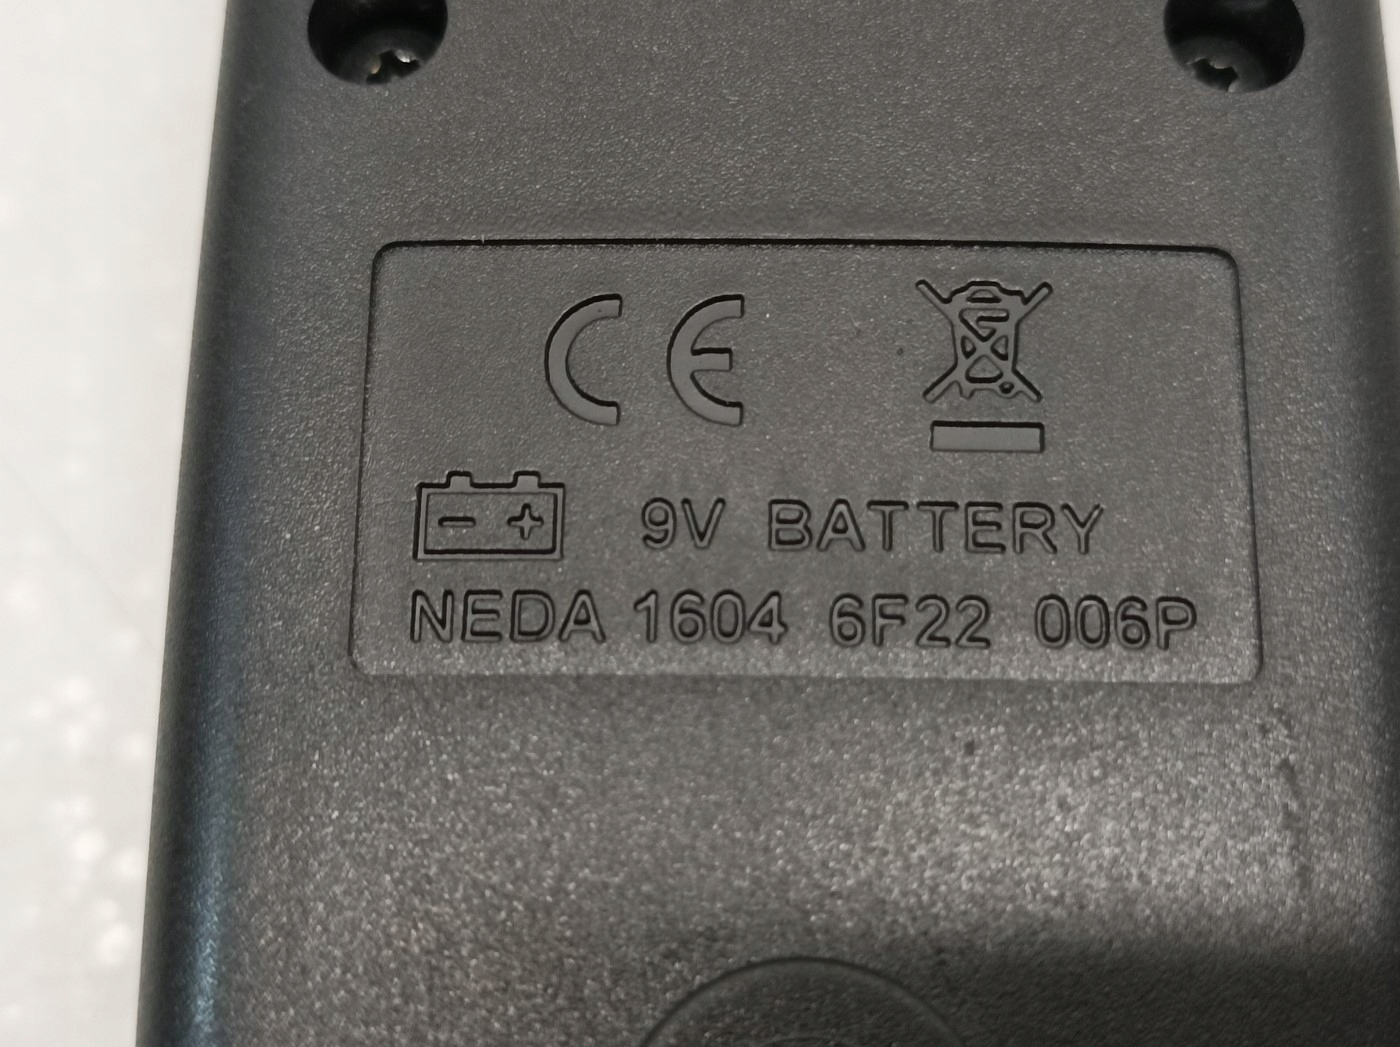 CE
9V BATTERY
NEDA 1604 6F22 006P